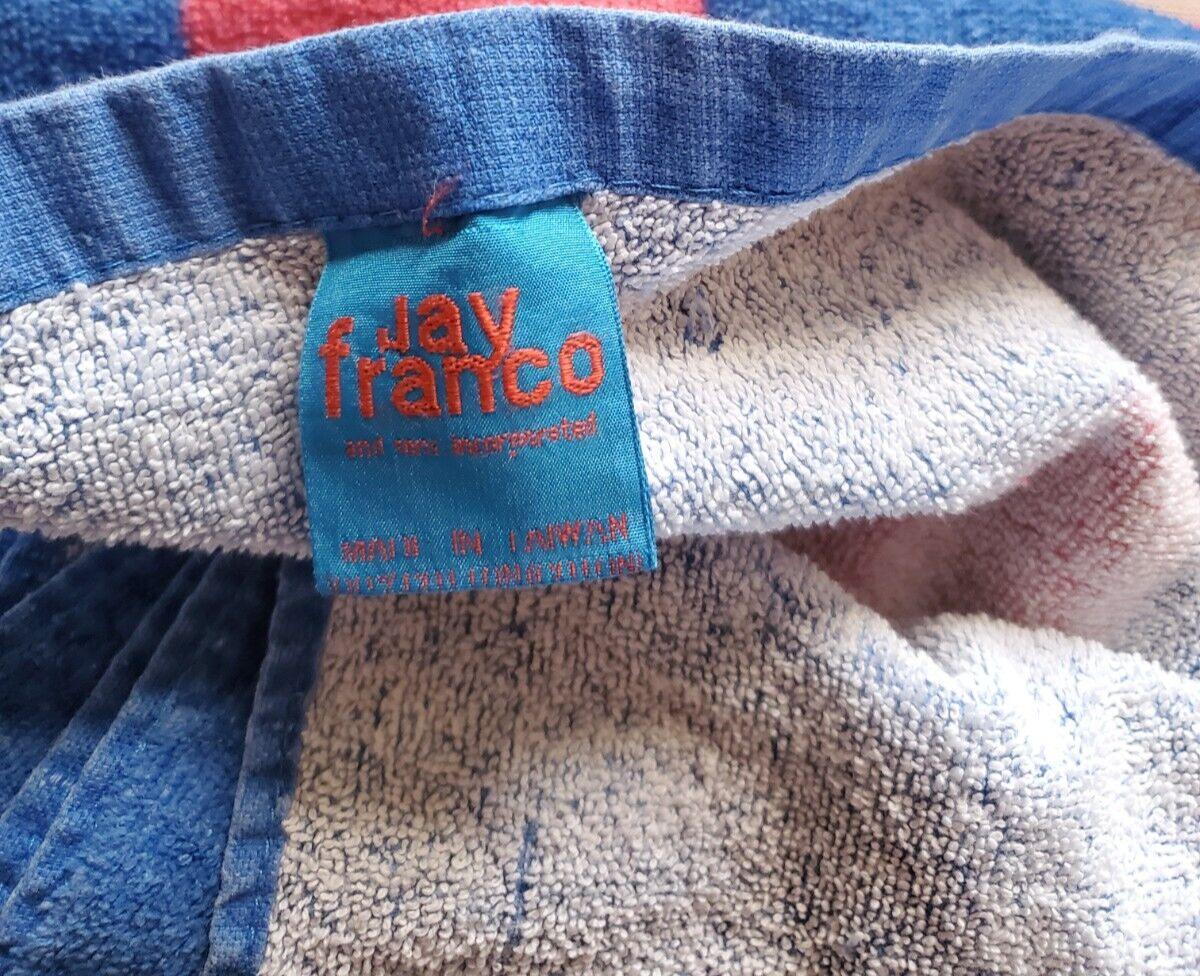 Jay
franco
and sons incorporated
MADE IN TAIWAN